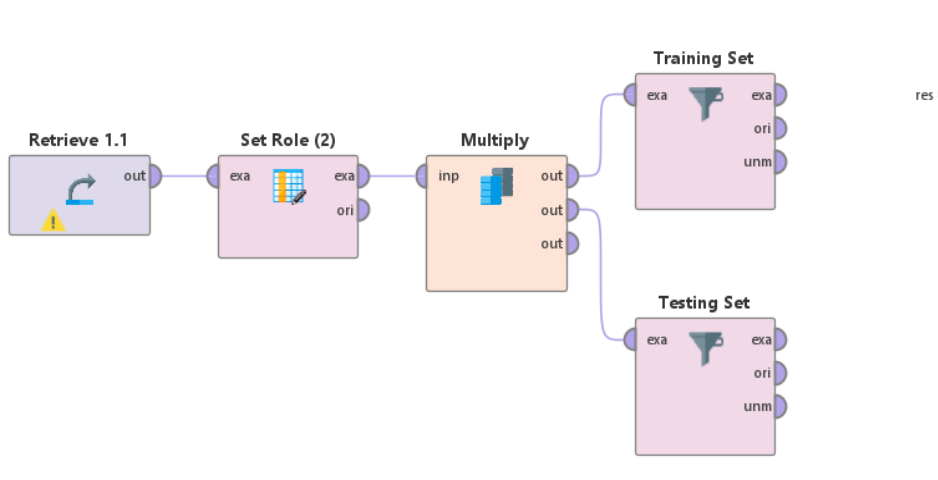 Training Set
exa
exa
ori
unm
res
Retrieve 1.1
out
Set Role (2)
exa
exa
ori
Multiply
inp
out
out
out
Testing Set
exa
exa
ori
unm